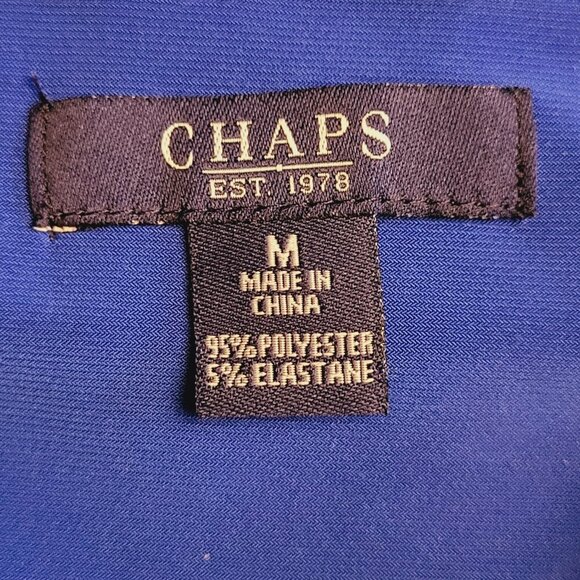 CHAPS
EST. 1978
M
MADE IN
CHINA
95% POLYESTER
5% ELASTANE